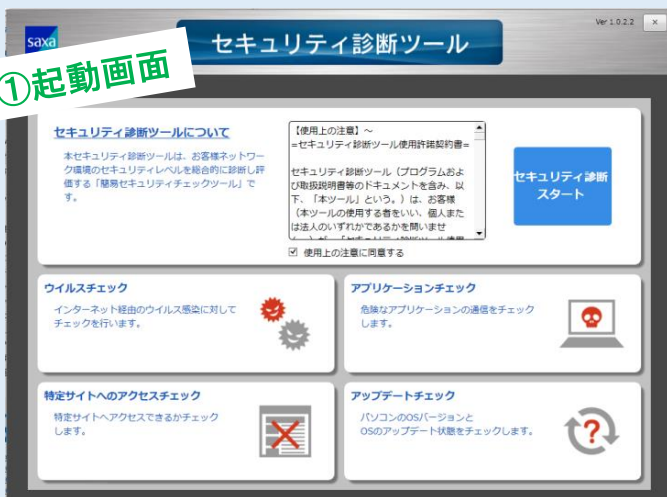 saxa
セキュリティ診断ツール
Ver 1.0.2.2
①起動画面
セキュリティ診断ツールについて
本セキュリティ診断ツールは、お客様ネットワー
ク環境のセキュリティレベルを総合的に診断し評
価する「簡易セキュリティチェックツール」で
す。
【使用上の注意】~
=セキュリティ診断ツール使用許諾契約書=
セキュリティ診断ツール（プログラムおよ
び取扱説明書等のドキュメントを含み、以
下、「本ツール」という。）は、お客様
（本ツールの使用する者をいい、個人また
は法人のいずれかであるかを問いませ
使用上の注意に同意する
セキュリティ診断
スタート
ウイルスチェック
インターネット経由のウイルス感染に対して
チェックを行います。
アプリケーションチェック
危険なアプリケーションの通信をチェック
します。
特定サイトへのアクセスチェック
特定サイトへアクセスできるかチェック
します。
アップデートチェック
パソコンのOSバージョンと
OSのアップデート状態をチェックします。